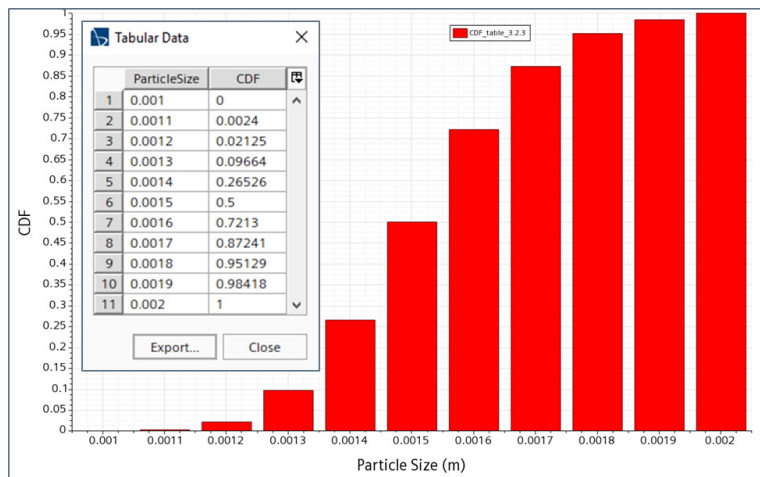 Tabular Data
ParticleSize CDF
1 0.001 0
2 0.0011 0.0024
3 0.0012 0.02125
4 0.0013 0.09664
5 0.0014 0.26526
6 0.0015 0.5
7 0.0016 0.7213
8 0.0017 0.87241
9 0.0018 0.95129
10 0.0019 0.98418
11 0.002 1
Export... Close
CDF_table_3.2.3
CDF
1
0.95
0.9
0.85
0.8
0.75
0.7
0.65
0.6
0.55
0.5
0.45
0.4
0.35
0.3
0.25
0.2
0.15
0.1
0.05
0
0.001 0.0011 0.0012 0.0013 0.0014 0.0015 0.0016 0.0017 0.0018 0.0019 0.002
Particle Size (m)